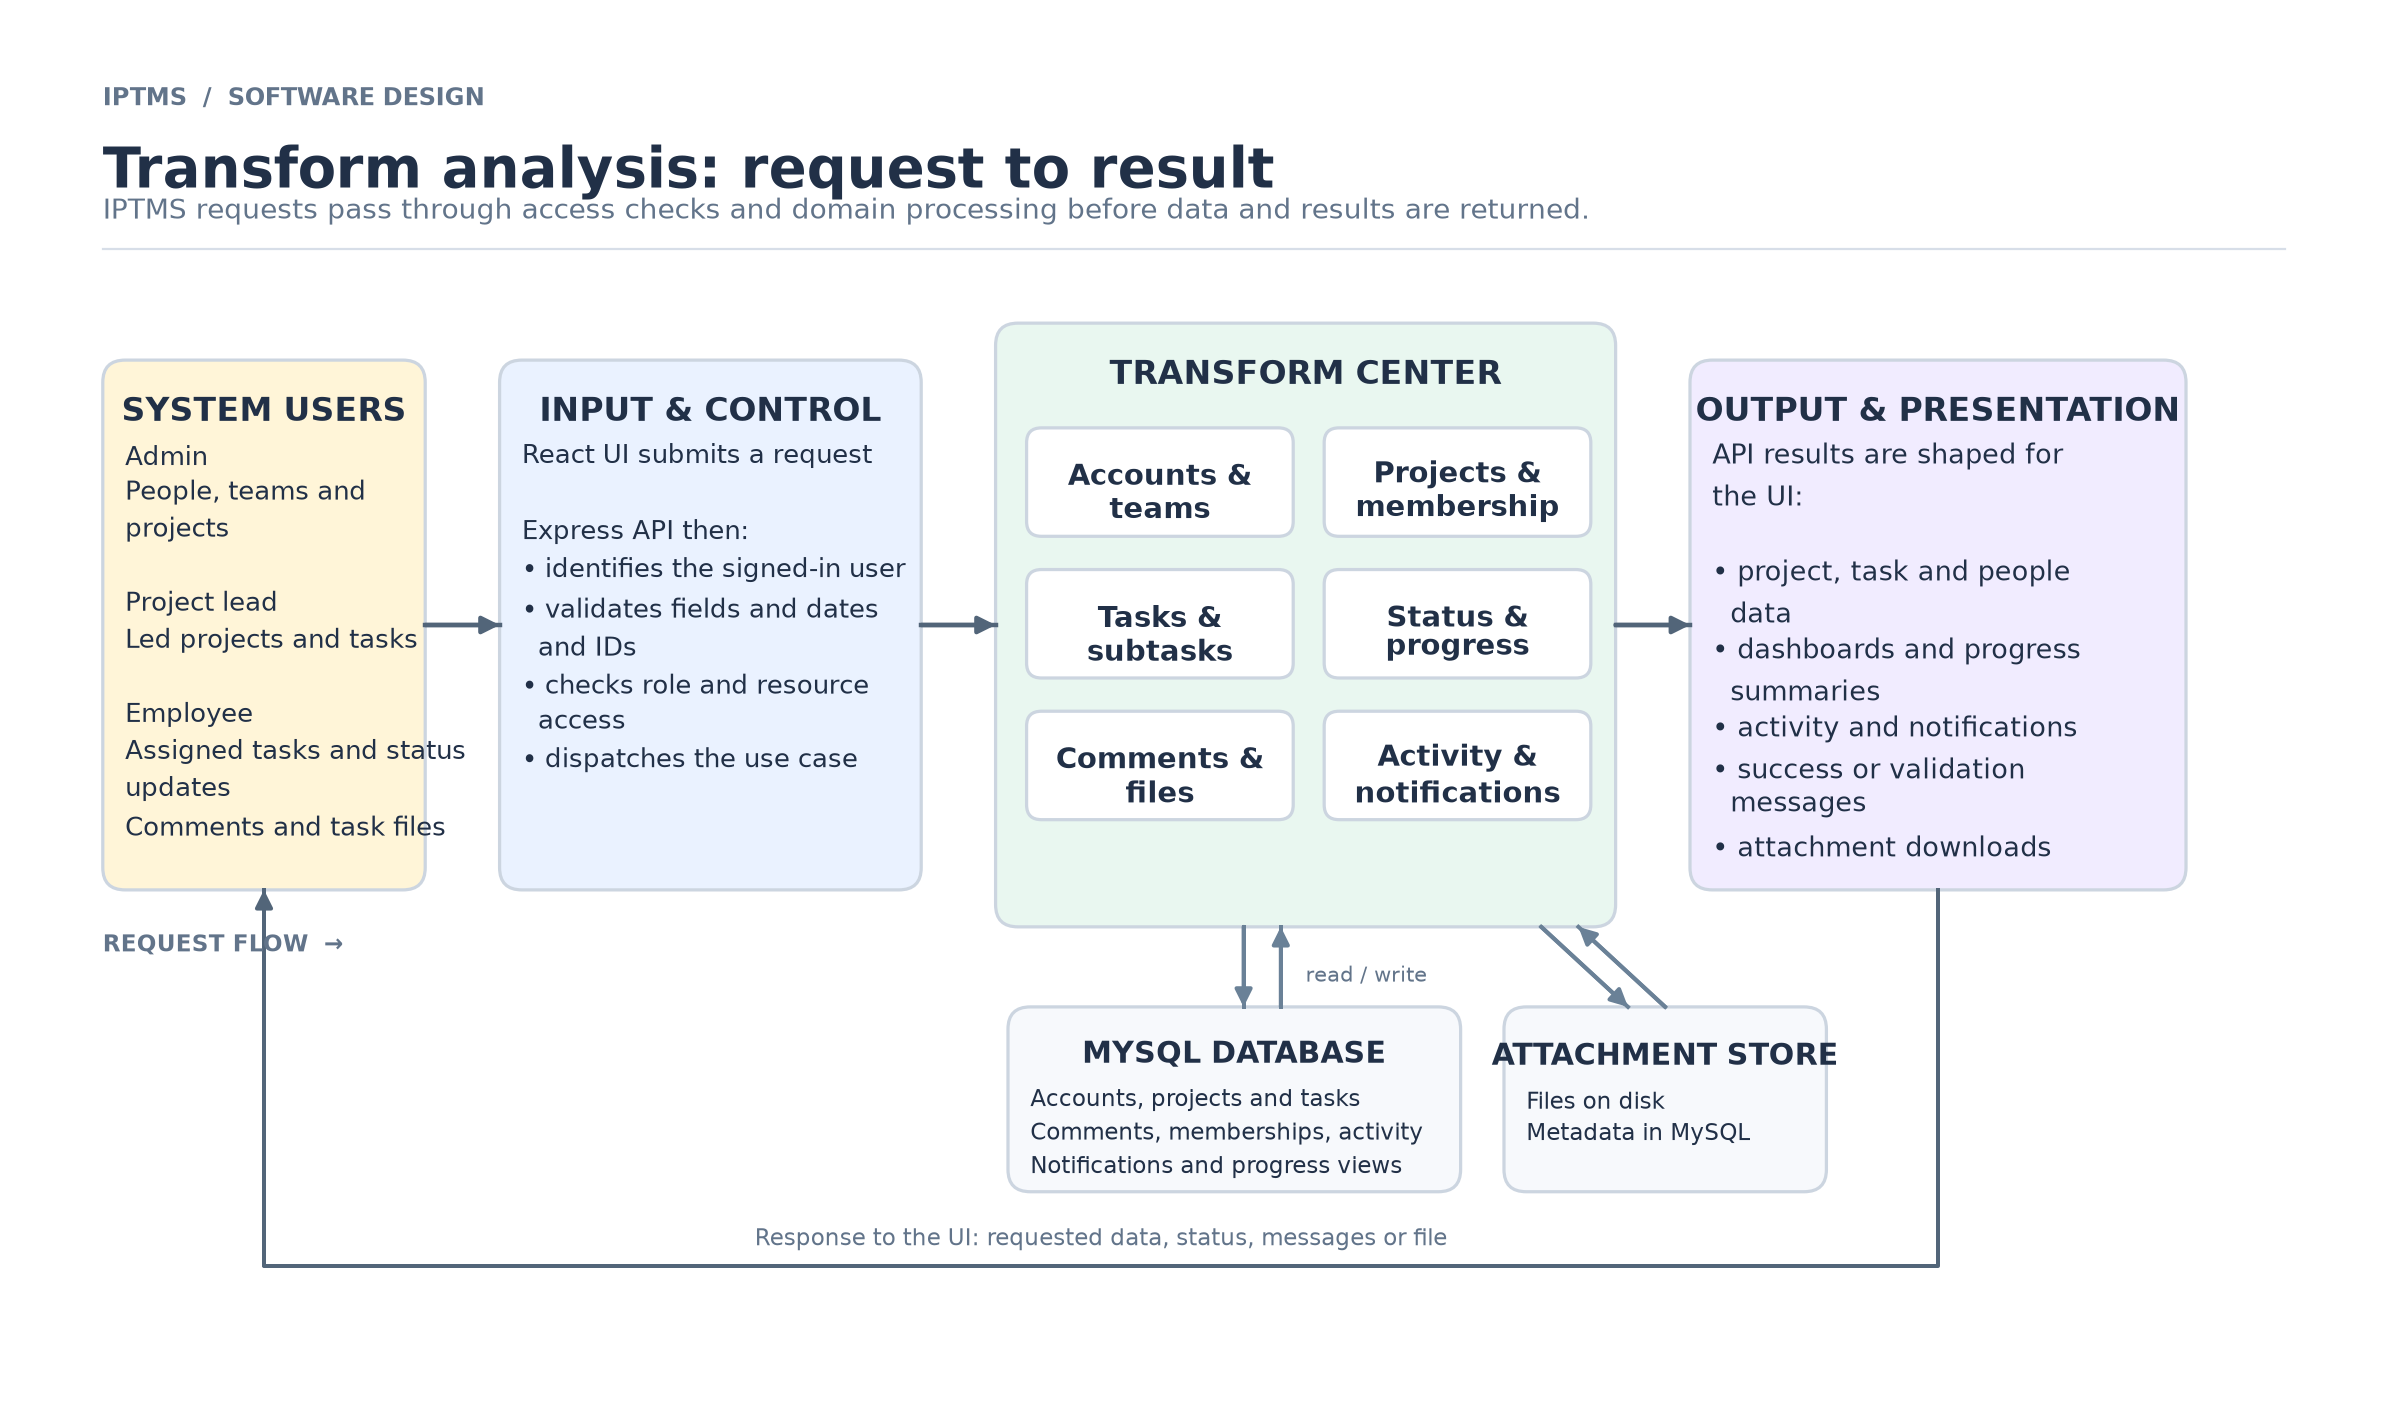 IPTMS / SOFTWARE DESIGN
Transform analysis: request to result
IPTMS requests pass through access checks and domain processing before data and results are returned.
SYSTEM USERS
Admin
People, teams and
projects
Project lead
Led projects and tasks
Employee
Assigned tasks and status
updates
Comments and task files
REQUEST FLOW →
INPUT & CONTROL
React UI submits a request
Express API then:
• identifies the signed-in user
• validates fields and dates
and IDs
• checks role and resource
access
• dispatches the use case
TRANSFORM CENTER
Accounts &
teams
Projects &
membership
Tasks &
subtasks
Status &
progress
Comments &
files
Activity &
notifications
OUTPUT & PRESENTATION
API results are shaped for
the UI:
• project, task and people
data
• dashboards and progress
summaries
• activity and notifications
• success or validation
messages
• attachment downloads
read / write
MYSQL DATABASE
Accounts, projects and tasks
Comments, memberships, activity
Notifications and progress views
ATTACHMENT STORE
Files on disk
Metadata in MySQL
Response to the UI: requested data, status, messages or file